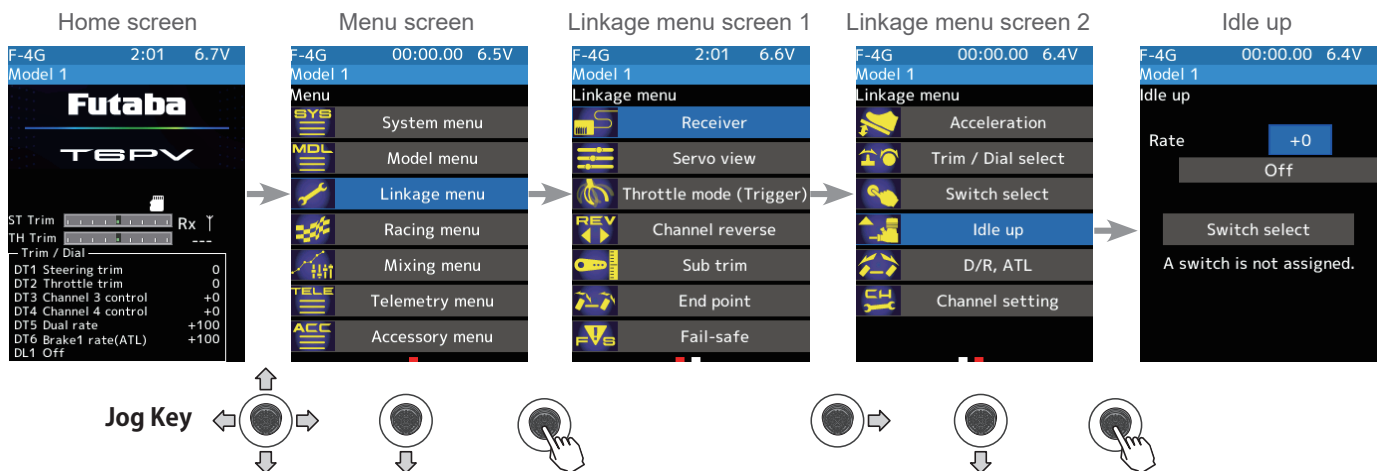 Home screen
F-4G 2:01 6.7V
Model 1
Futaba
T6PV
ST Trim
Rx
TH Trim
---
Trim / Dial
DT1 Steering trim 0
DT2 Throttle trim 0
DT3 Channel 3 control +0
DT4 Channel 4 control +0
DT5 Dual rate +100
DT6 Brake1 rate(ATL) +100
DL1 Off
Menu screen
F-4G 00:00.00 6.5V
Model 1
Menu
SYS System menu
MDL Model menu
Linkage menu
Racing menu
Mixing menu
TELE Telemetry menu
ACC Accessory menu
Linkage menu screen 1
F-4G 2:01 6.6V
Model 1
Linkage menu
Receiver
Servo view
Throttle mode (Trigger)
REV Channel reverse
Sub trim
End point
F S Fail-safe
Linkage menu screen 2
F-4G 00:00.00 6.4V
Model 1
Linkage menu
Acceleration
Trim / Dial select
Switch select
Idle up
D/R, ATL
CH Channel setting
Idle up
F-4G 00:00.00 6.4V
Model 1
Idle up
Rate +0
Off
Switch select
A switch is not assigned.
Jog Key